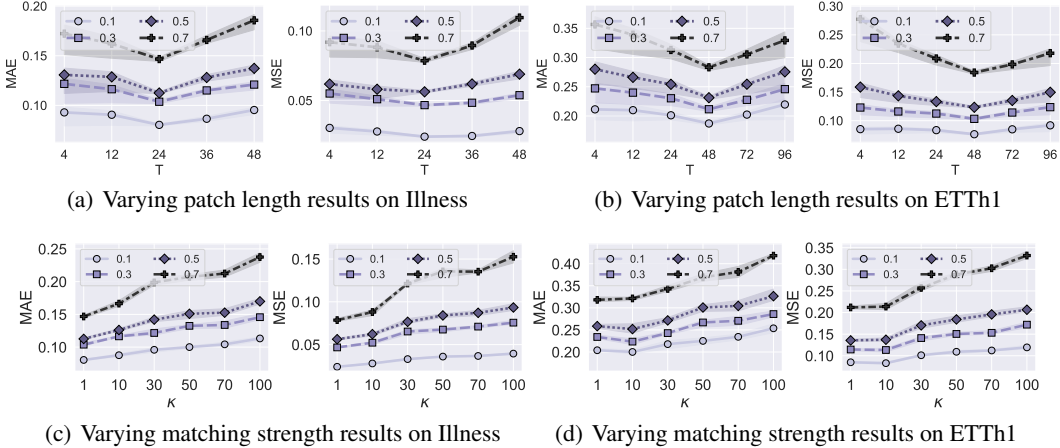 0.20
0.15
0.10
MAE
0.1
0.3
0.5
0.7
4 12 24 36 48
T
0.10
0.05
MSE
0.1
0.3
0.5
0.7
4 12 24 36 48
T
0.35
0.30
0.25
0.20
MAE
0.1
0.3
0.5
0.7
4 12 24 48 72 96
T
0.30
0.25
0.20
0.15
0.10
MSE
0.1
0.3
0.5
0.7
4 12 24 48 72 96
T
(a) Varying patch length results on Illness
(b) Varying patch length results on ETTh1
0.25
0.20
0.15
0.10
MAE
0.1
0.3
0.5
0.7
1 10 30 50 70 100
κ
0.15
0.10
0.05
MSE
0.1
0.3
0.5
0.7
1 10 30 50 70 100
κ
0.40
0.35
0.30
0.25
0.20
MAE
0.1
0.3
0.5
0.7
1 10 30 50 70 100
κ
0.35
0.30
0.25
0.20
0.15
0.10
MSE
0.1
0.3
0.5
0.7
1 10 30 50 70 100
κ
(c) Varying matching strength results on Illness
(d) Varying matching strength results on ETTh1